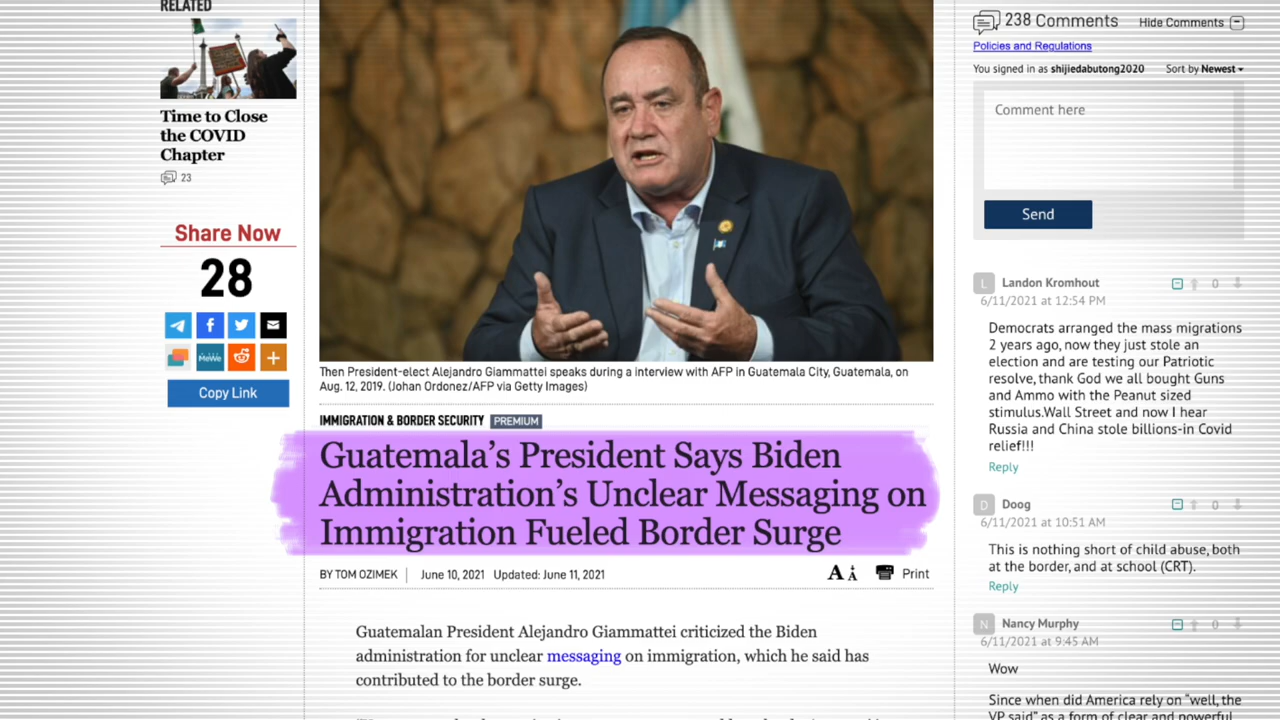 RELATED
Time to Close
the COVID
Chapter
23
Share Now
28
MeWe
Copy Link
Then President-elect Alejandro Giammattei speaks during a interview with AFP in Guatemala City, Guatemala, on
Aug. 12, 2019. (Johan Ordonez/AFP via Getty Images)
IMMIGRATION & BORDER SECURITY PREMIUM
Guatemala’s President Says Biden
Administration’s Unclear Messaging on
Immigration Fueled Border Surge
BY TOM OZIMEK June 10, 2021 Updated: June 11, 2021
A A Print
Guatemalan President Alejandro Giammattei criticized the Biden
administration for unclear messaging on immigration, which he said has
contributed to the border surge.
238 Comments Hide Comments
Policies and Regulations
You signed in as shijiedabutong2020 Sort by Newest
Comment here
Send
L Landon Kromhout 0
6/11/2021 at 12:54 PM
Democrats arranged the mass migrations
2 years ago, now they just stole an
election and are testing our Patriotic
resolve, thank God we all bought Guns
and Ammo with the Peanut sized
stimulus.Wall Street and now I hear
Russia and China stole billions-in Covid
relief!!!
Reply
D Doog 0
6/11/2021 at 10:51 AM
This is nothing short of child abuse, both
at the border, and at school (CRT).
Reply
N Nancy Murphy 0
6/11/2021 at 9:45 AM
Wow
Since when did America rely on “well, the
VP said” as a form of clear and powerful